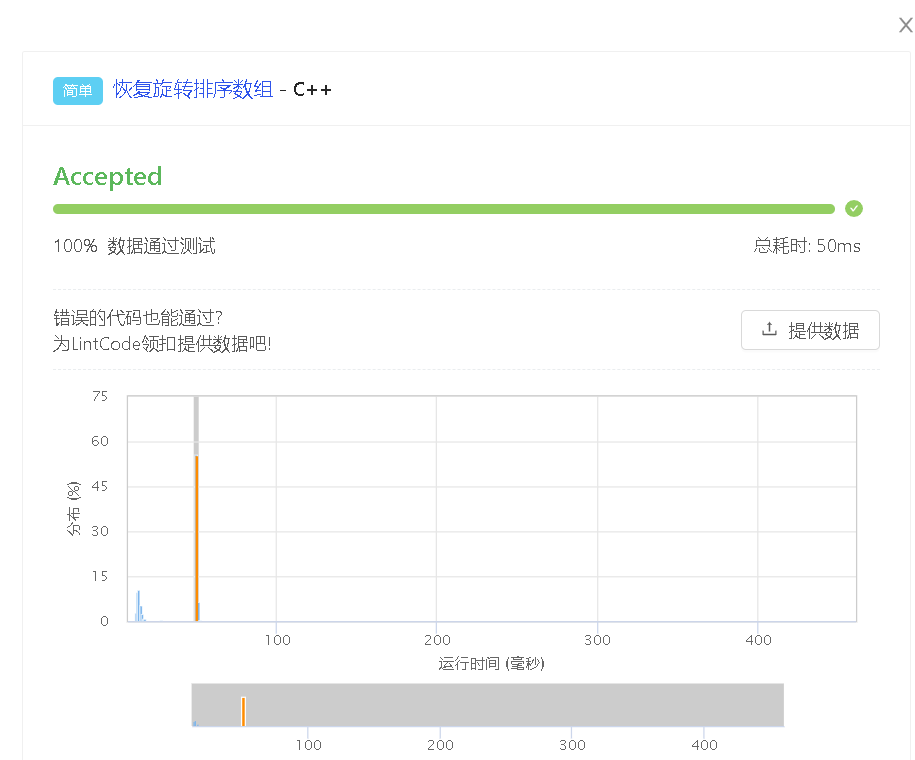 X
简单 恢复旋转排序数组 - C++
Accepted
100% 数据通过测试 总耗时: 50ms
错误的代码也能通过?
为LintCode领扣提供数据吧!
提供数据
75
60
45
30
15
0
分布 (%)
100 200 300 400
运行时间 (毫秒)
100 200 300 400